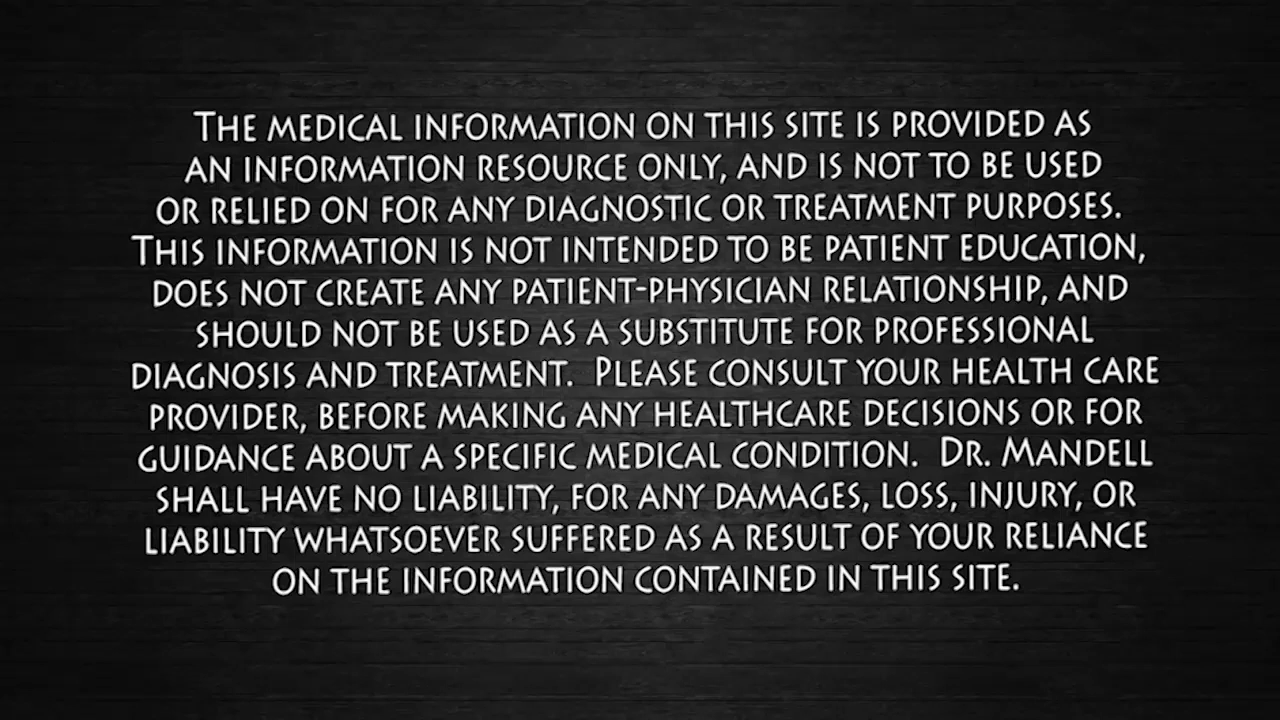 The medical information on this site is provided as
an information resource only, and is not to be used
or relied on for any diagnostic or treatment purposes.
This information is not intended to be patient education,
does not create any patient-physician relationship, and
should not be used as a substitute for professional
diagnosis and treatment.  Please consult your health care
provider, before making any healthcare decisions or for
guidance about a specific medical condition.  Dr. Mandell
shall have no liability, for any damages, loss, injury, or
liability whatsoever suffered as a result of your reliance
on the information contained in this site.